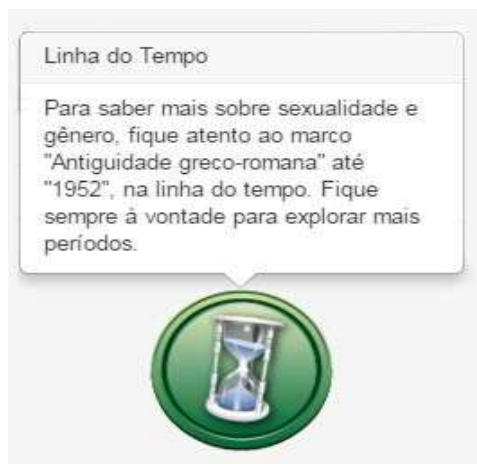 Linha do Tempo
Para saber mais sobre sexualidade e
gênero, fique atento ao marco
"Antiguidade greco-romana" até
"1952", na linha do tempo. Fique
sempre à vontade para explorar mais
períodos.